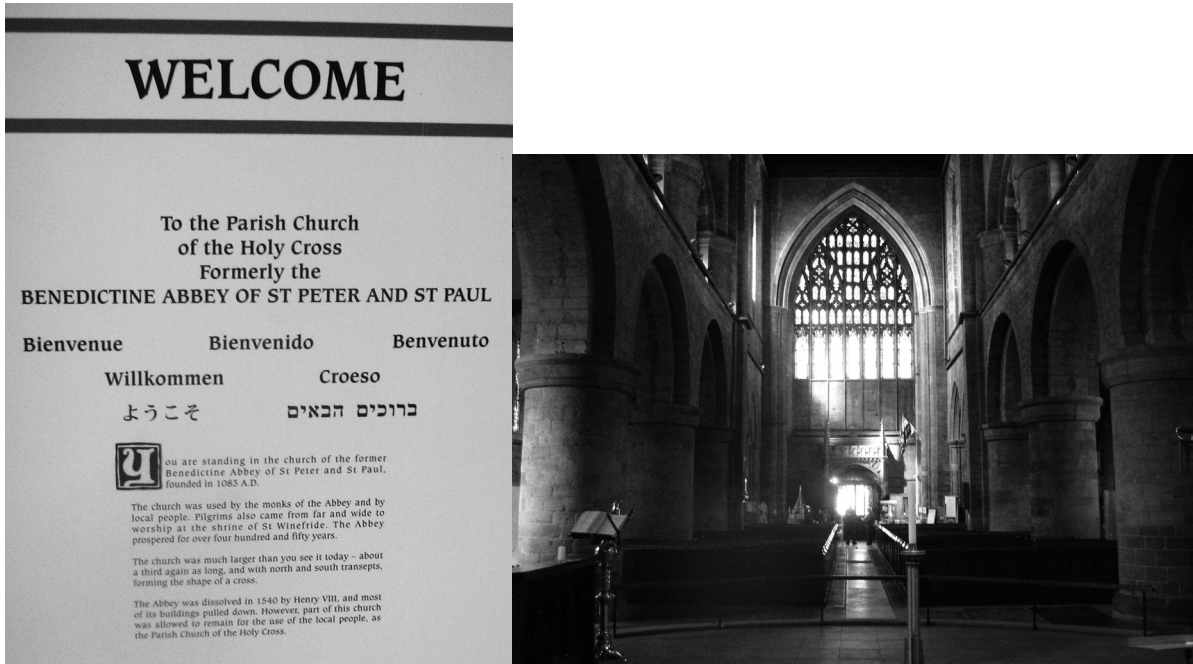 WELCOME
To the Parish Church
of the Holy Cross
Formerly the
BENEDICTINE ABBEY OF ST PETER AND ST PAUL
Bienvenue Bienvenido Benvenuto
Willkommen Croeso
ようこそ ברוכים הבאים
You are standing in the church of the former
Benedictine Abbey of St Peter and St Paul,
founded in 1083 A.D.
The church was used by the monks of the Abbey and by
local people. Pilgrims also came from far and wide to
worship at the shrine of St Winefride. The Abbey
prospered for over four hundred and fifty years.
The church was much larger than you see it today – about
a third again as long, and with north and south transepts,
forming the shape of a cross.
The Abbey was dissolved in 1540 by Henry VIII, and most
of its buildings pulled down. However, part of this church
was allowed to remain for the use of the local people, as
the Parish Church of the Holy Cross.